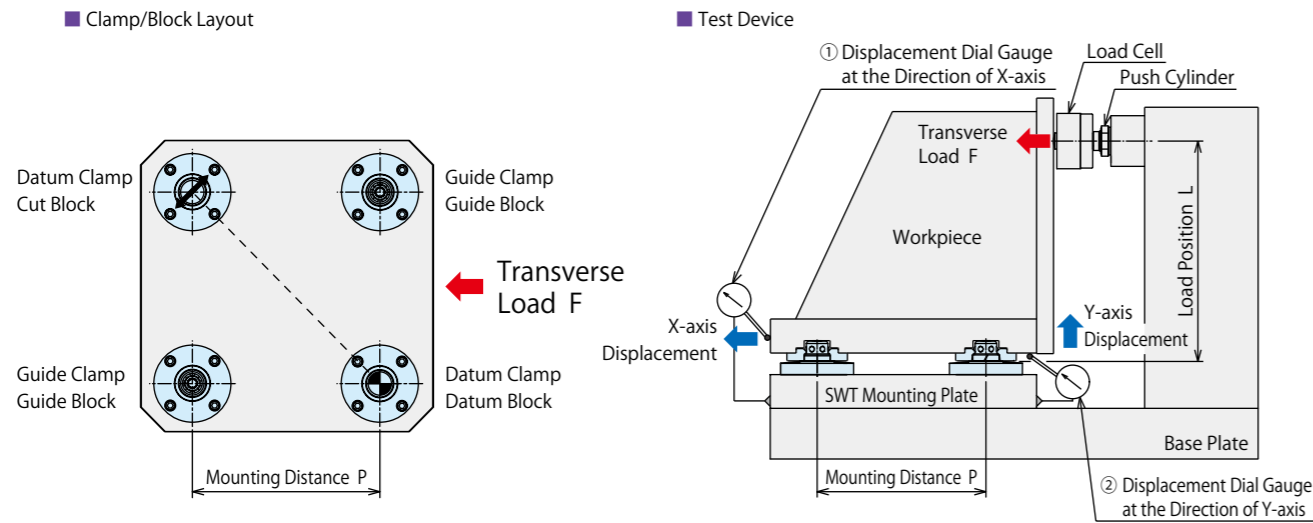 Clamp/Block Layout
Datum Clamp
Cut Block
Guide Clamp
Guide Block
Transverse
Load F
Guide Clamp
Guide Block
Datum Clamp
Datum Block
Mounting Distance P
Test Device
① Displacement Dial Gauge
at the Direction of X-axis
Load Cell
Push Cylinder
Transverse
Load F
Workpiece
Load Position L
X-axis
Displacement
Y-axis
Displacement
SWT Mounting Plate
Base Plate
Mounting Distance P
② Displacement Dial Gauge
at the Direction of Y-axis